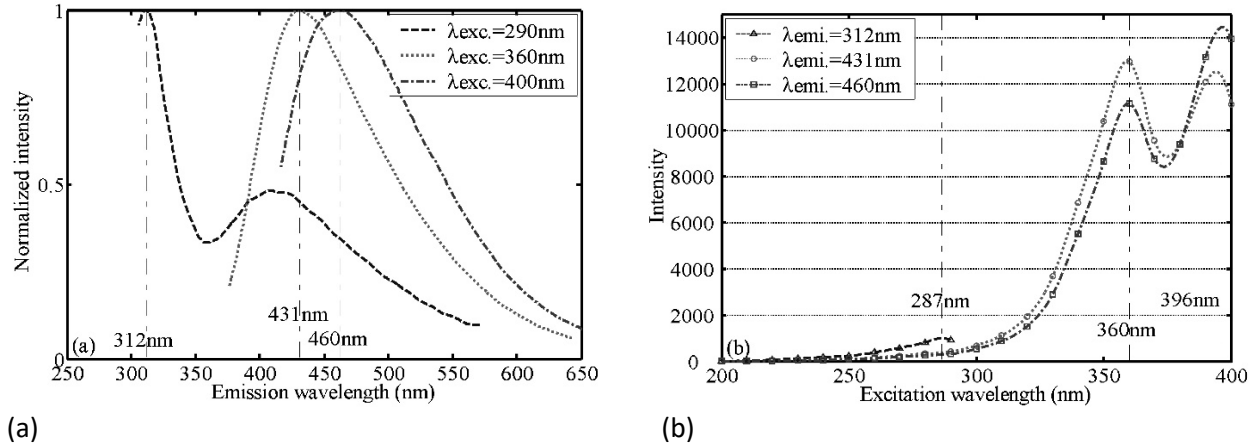 1
λexc.=290nm
λexc.=360nm
λexc.=400nm
Normalized intensity
0.5
431nm
(a)
312nm
460nm
0
250 300 350 400 450 500 550 600 650
Emission wavelength (nm)
(a)
14000
12000
10000
8000
6000
4000
2000
0
λemi.=312nm
λemi.=431nm
λemi.=460nm
Intensity
287nm
396nm
360nm
(b)
200 250 300 350 400
Excitation wavelength (nm)
(b)